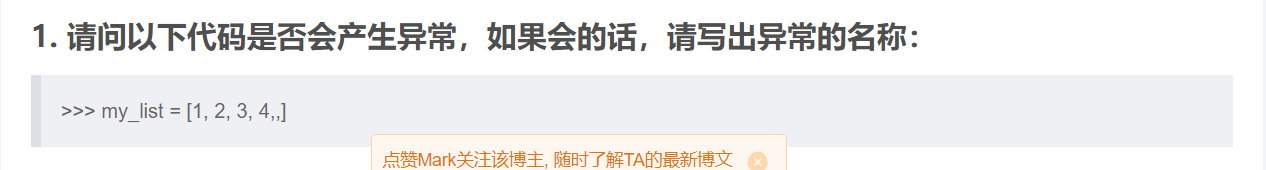 1. 请问以下代码是否会产生异常，如果会的话，请写出异常的名称：
>>> my_list = [1, 2, 3, 4,,]
点赞Mark关注该博主, 随时了解TA的最新博文